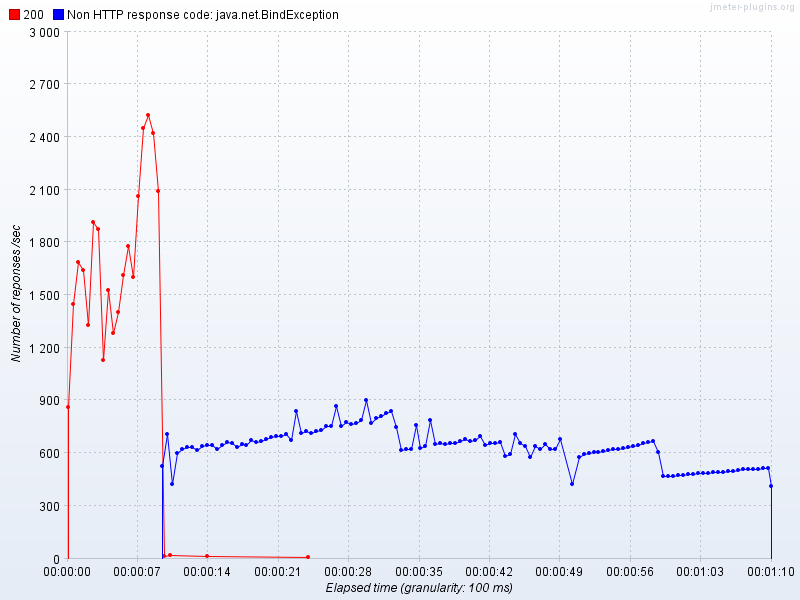 jmeter-plugins.org
200 Non HTTP response code: java.net.BindException
3 000
2 700
2 400
2 100
1 800
1 500
1 200
900
600
300
0
Number of reponses /sec
00:00:00 00:00:07 00:00:14 00:00:21 00:00:28 00:00:35 00:00:42 00:00:49 00:00:56 00:01:03 00:01:10
Elapsed time (granularity: 100 ms)